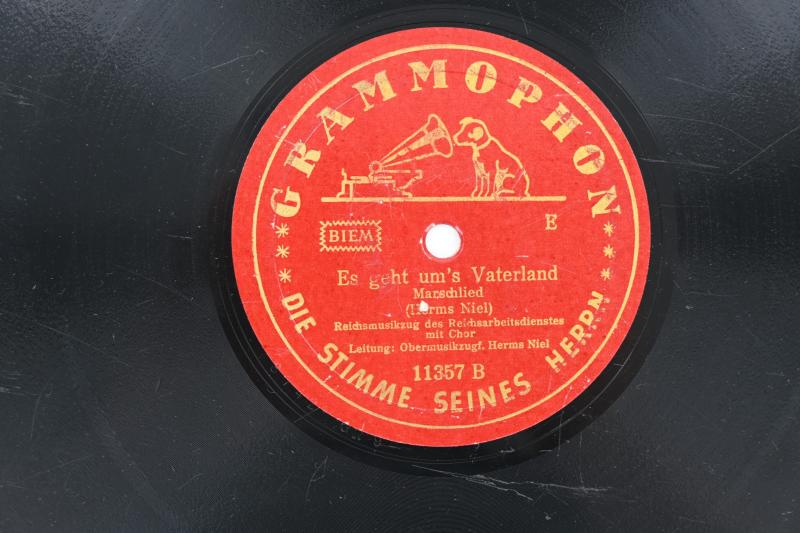 GRAMMOPHON
BIEM
E
Es geht um's Vaterland
Marschlied
(Herms Niel)
Reichsmusikzug des Reichsarbeitsdienstes
mit Chor
Leitung: Obermusikzugf. Herms Niel
11357 B
DIE STIMME SEINES HERRN